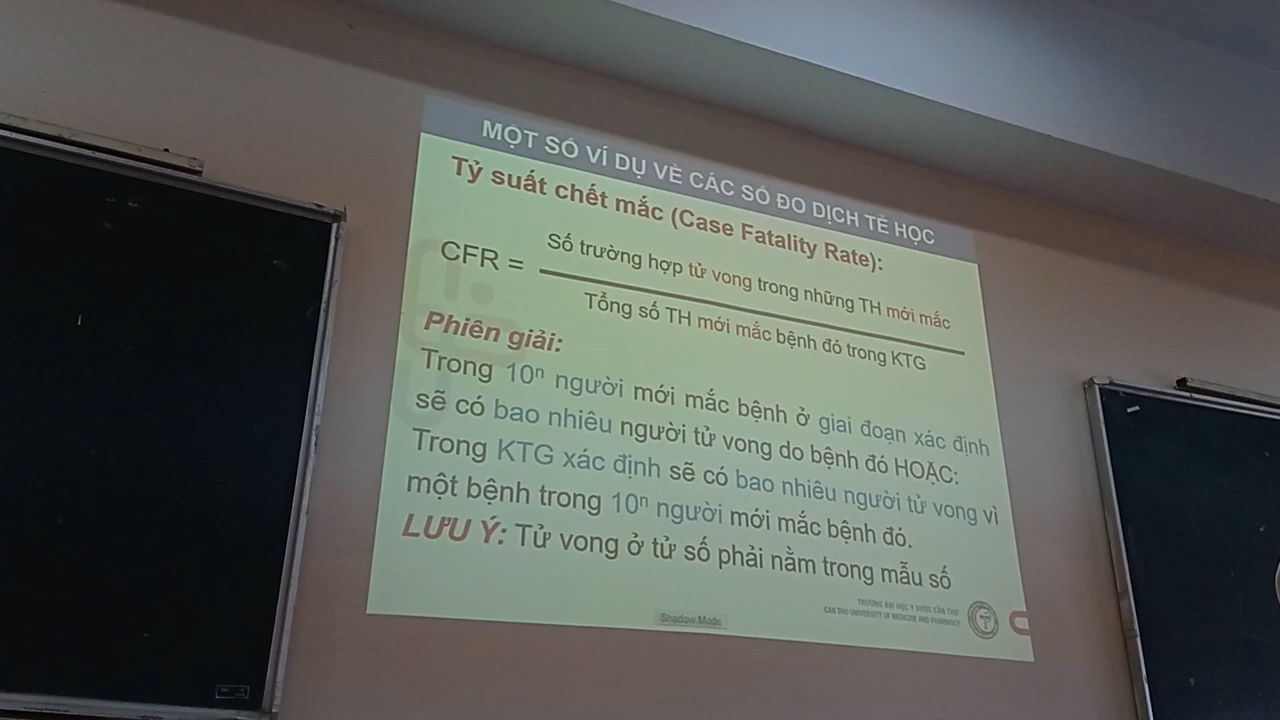 MỘT SỐ VÍ DỤ VỀ CÁC SỐ ĐO DỊCH TỄ HỌC
Tỷ suất chết mắc (Case Fatality Rate):
CFR =
Số trường hợp tử vong trong những TH mới mắc
Tổng số TH mới mắc bệnh đó trong KTG
Phiên giải:
Trong 10ⁿ người mới mắc bệnh ở giai đoạn xác định
sẽ có bao nhiêu người tử vong do bệnh đó HOẶC:
Trong KTG xác định sẽ có bao nhiêu người tử vong vì
một bệnh trong 10ⁿ người mới mắc bệnh đó.
LƯU Ý: Tử vong ở tử số phải nằm trong mẫu số
TRƯỜNG ĐẠI HỌC Y DƯỢC CẦN THƠ
CAN THO UNIVERSITY OF MEDICINE AND PHARMACY
Shadow Mode